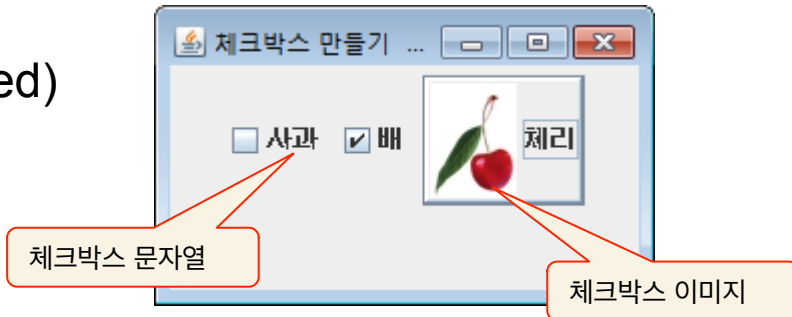 체크박스 만들기 ...
ed)
사과 배 체리
체크박스 문자열
체크박스 이미지